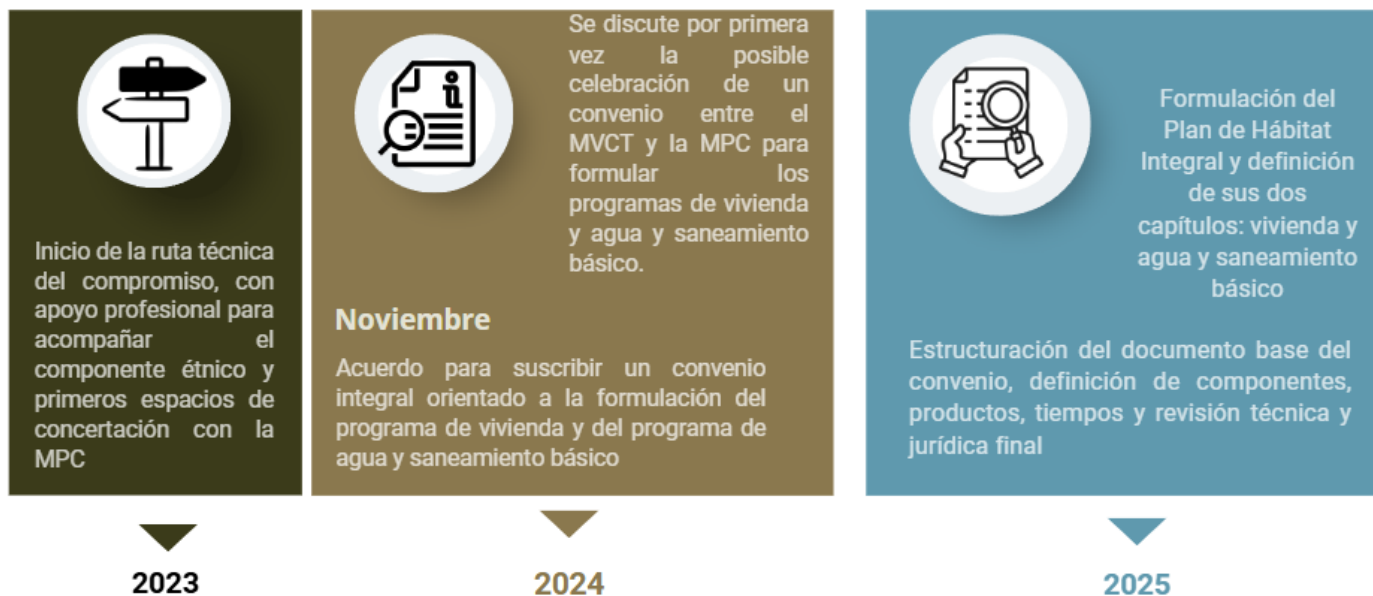 Inicio de la ruta técnica
del compromiso, con
apoyo profesional para
acompañar el
componente étnico y
primeros espacios de
concertación con la
MPC
Se discute por primera
vez la posible
celebración de un
convenio entre el
MVCT y la MPC para
formular los
programas de vivienda
y agua y saneamiento
básico.
Noviembre
Acuerdo para suscribir un convenio
integral orientado a la formulación del
programa de vivienda y del programa de
agua y saneamiento básico
Formulación del
Plan de Hábitat
Integral y definición
de sus dos
capítulos: vivienda y
agua y saneamiento
básico
Estructuración del documento base del
convenio, definición de componentes,
productos, tiempos y revisión técnica y
jurídica final
2023
2024
2025